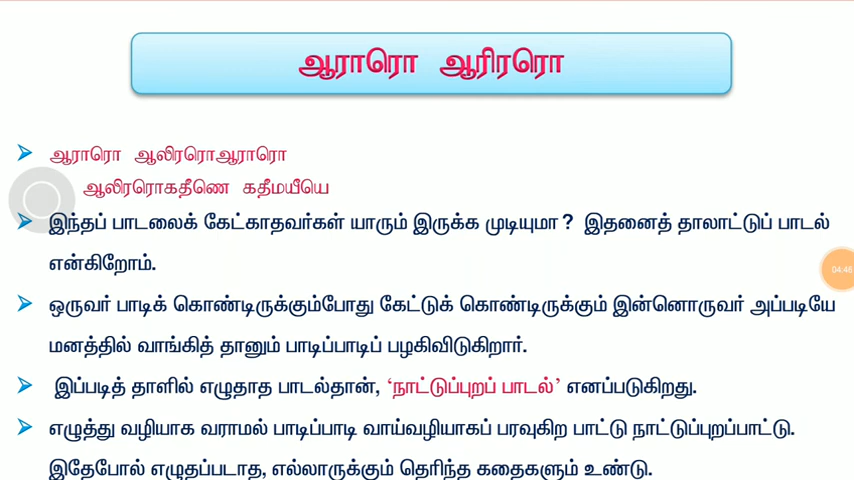 ஆராரொ ஆரிரரொ
ஆராரொ ஆலிரரொஆராரொ
ஆலிரரொகதீணெ கதீமயீயெ
இந்தப் பாடலைக் கேட்காதவர்கள் யாரும் இருக்க முடியுமா? இதனைத் தாலாட்டுப் பாடல்
என்கிறோம்.
04:46
ஒருவர் பாடிக் கொண்டிருக்கும்போது கேட்டுக் கொண்டிருக்கும் இன்னொருவர் அப்படியே
மனத்தில் வாங்கித் தானும் பாடிப்பாடிப் பழகிவிடுகிறார்.
இப்படித் தாளில் எழுதாத பாடல்தான், ‘நாட்டுப்புறப் பாடல்’ எனப்படுகிறது.
எழுத்து வழியாக வராமல் பாடிப்பாடி வாய்வழியாகப் பரவுகிற பாட்டு நாட்டுப்புறப்பாட்டு.
இதேபோல் எழுதப்படாத, எல்லாருக்கும் தெரிந்த கதைகளும் உண்டு.